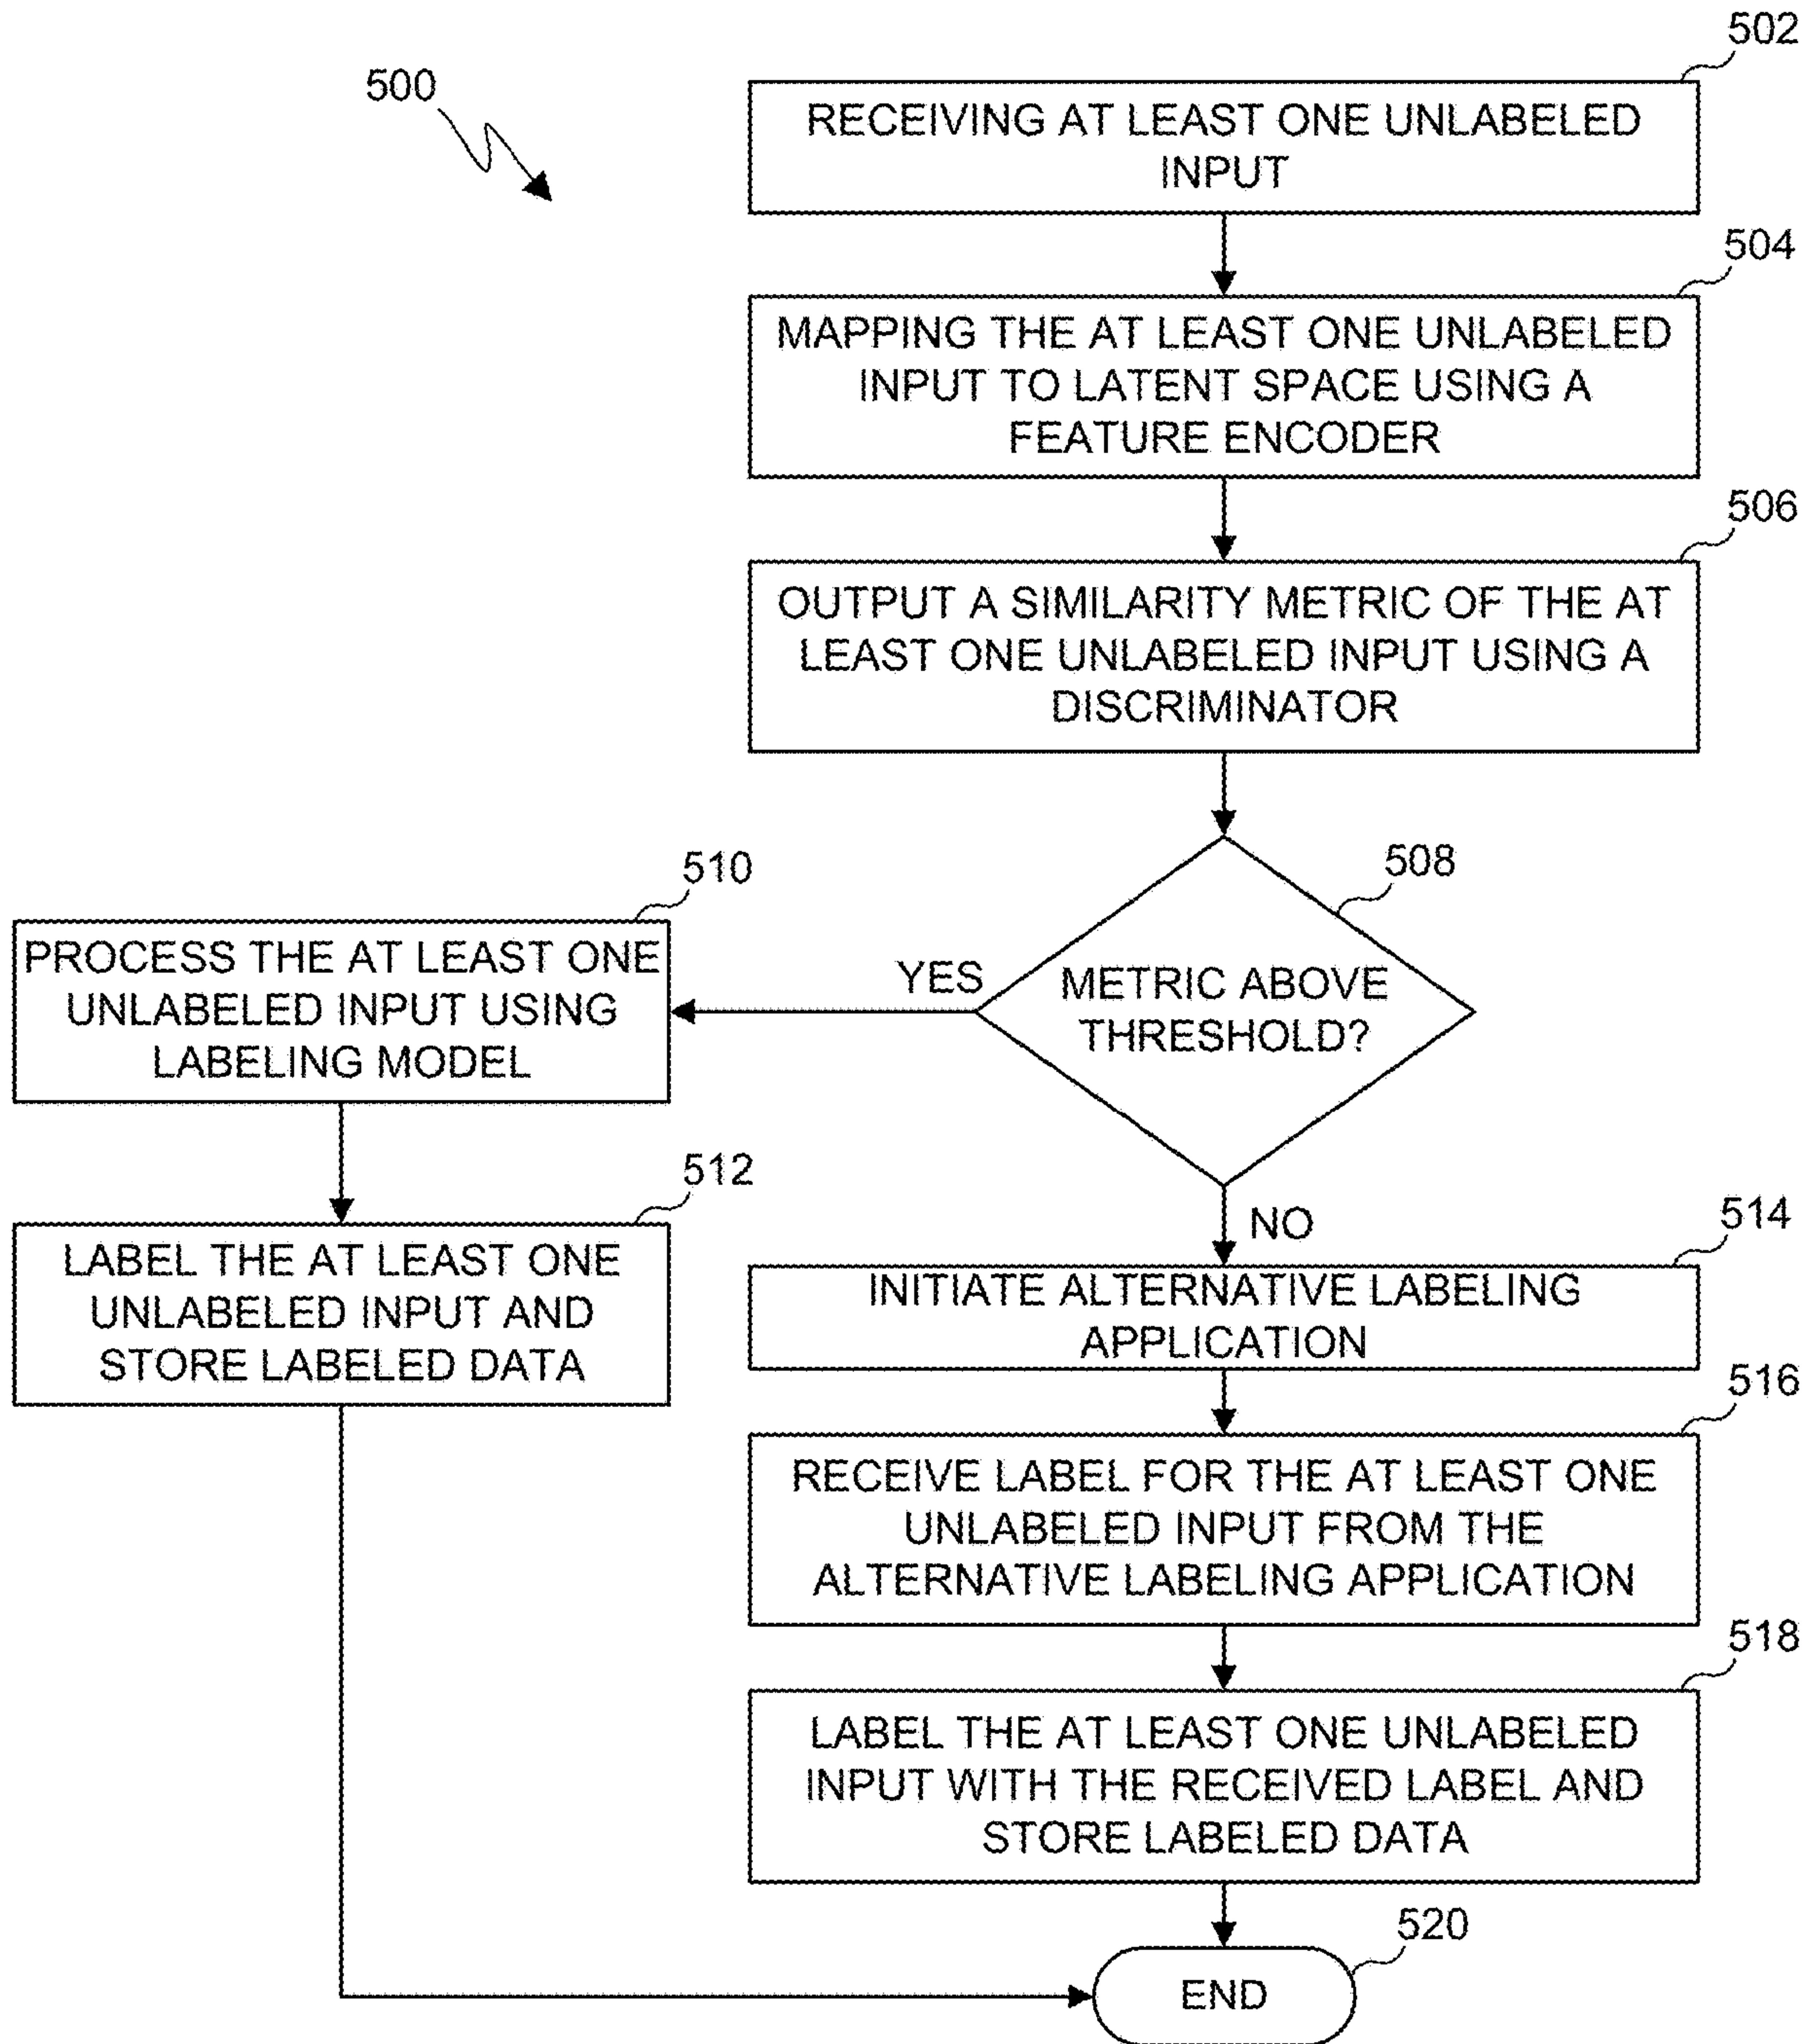 500
502
RECEIVING AT LEAST ONE UNLABELED
INPUT
504
MAPPING THE AT LEAST ONE UNLABELED
INPUT TO LATENT SPACE USING A
FEATURE ENCODER
506
OUTPUT A SIMILARITY METRIC OF THE AT
LEAST ONE UNLABELED INPUT USING A
DISCRIMINATOR
508
METRIC ABOVE
THRESHOLD?
YES
510
PROCESS THE AT LEAST ONE
UNLABELED INPUT USING
LABELING MODEL
512
LABEL THE AT LEAST ONE
UNLABELED INPUT AND
STORE LABELED DATA
NO
514
INITIATE ALTERNATIVE LABELING
APPLICATION
516
RECEIVE LABEL FOR THE AT LEAST ONE
UNLABELED INPUT FROM THE
ALTERNATIVE LABELING APPLICATION
518
LABEL THE AT LEAST ONE UNLABELED
INPUT WITH THE RECEIVED LABEL AND
STORE LABELED DATA
520
END